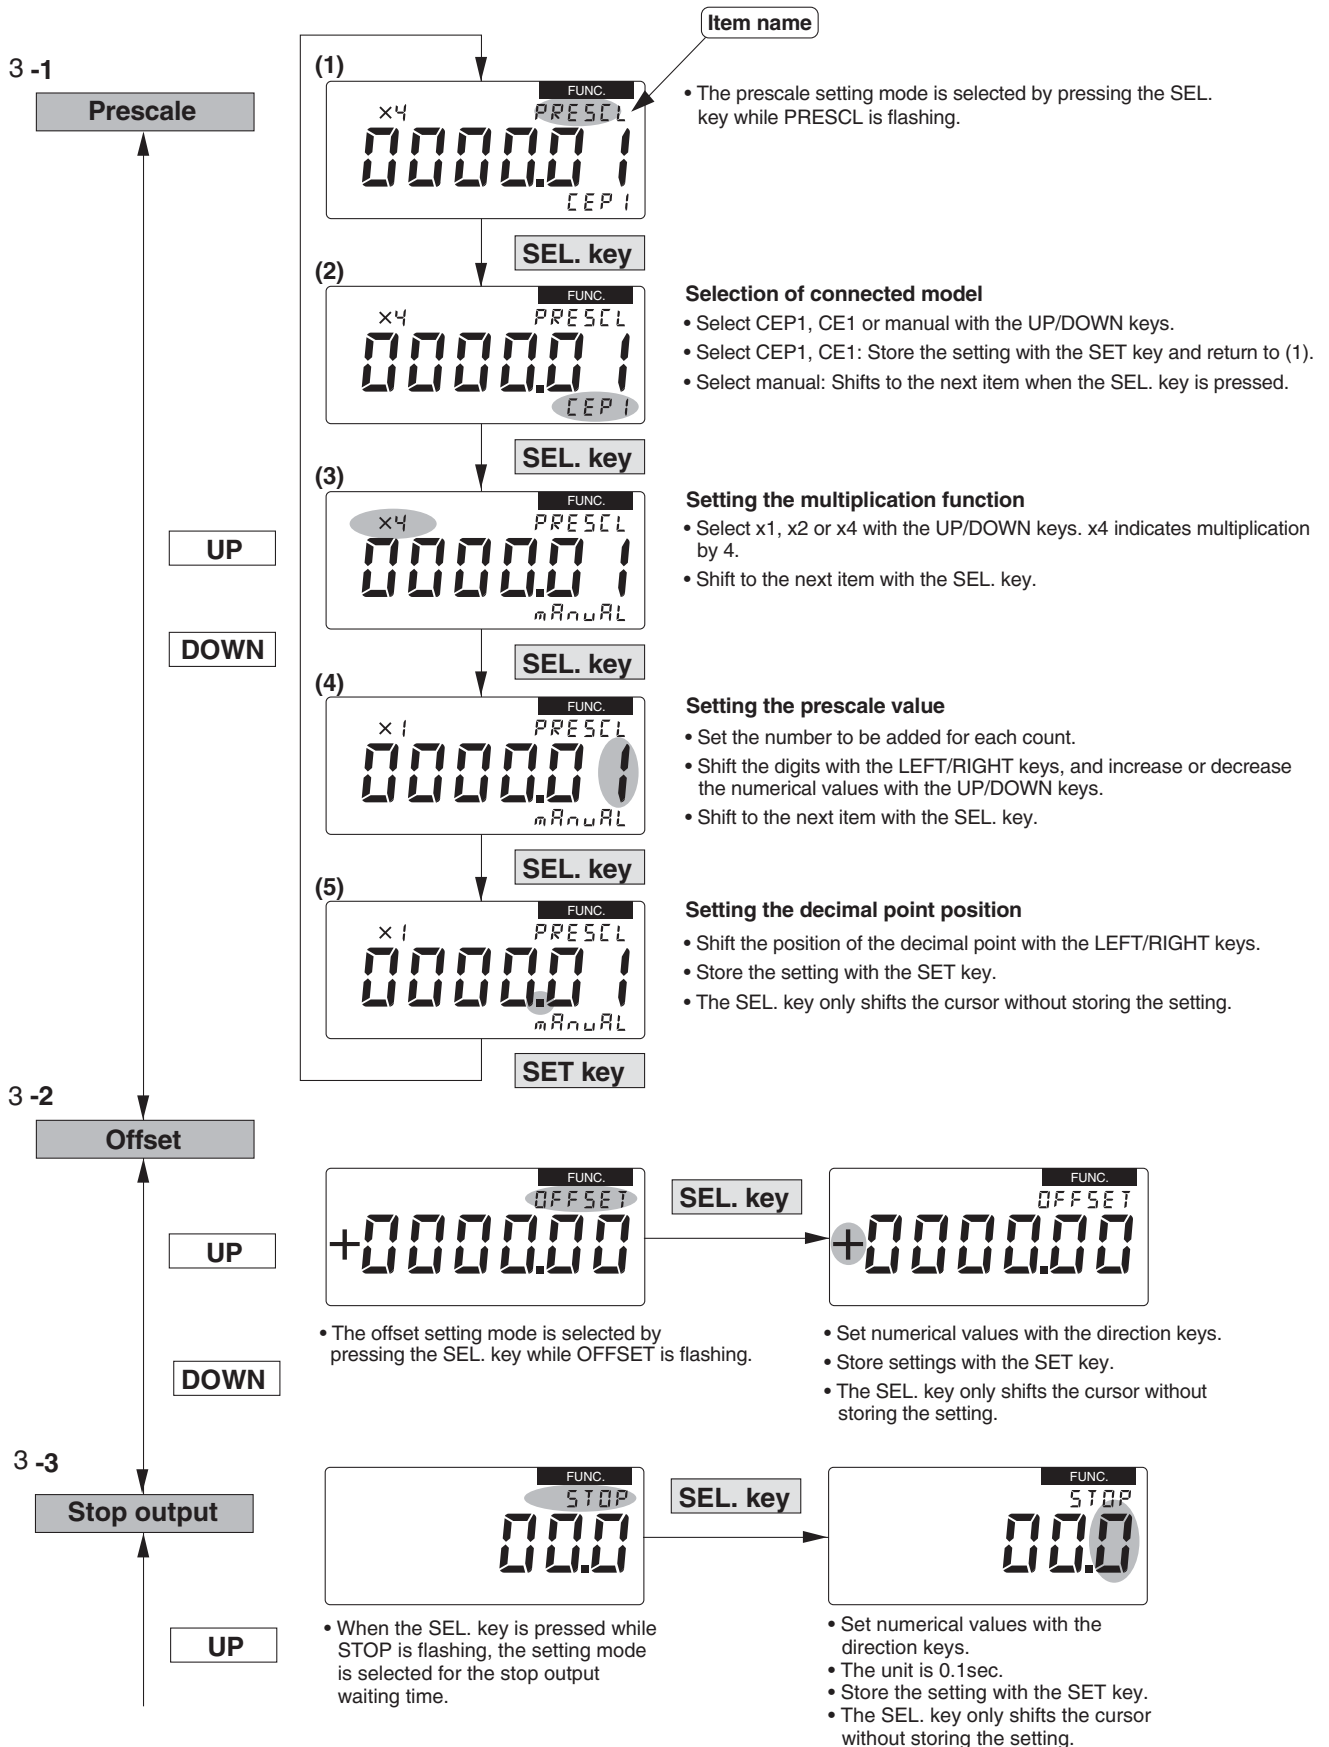 Item name
3 -1
Prescale
(1)
FUNC.
×4 PRESCL
0000.01
CEP1
• The prescale setting mode is selected by pressing the SEL.
key while PRESCL is flashing.
SEL. key
(2)
FUNC.
×4 PRESCL
0000.01
CEP1
Selection of connected model
• Select CEP1, CE1 or manual with the UP/DOWN keys.
• Select CEP1, CE1: Store the setting with the SET key and return to (1).
• Select manual: Shifts to the next item when the SEL. key is pressed.
SEL. key
(3)
FUNC.
×4 PRESCL
0000.01
mAnuAL
Setting the multiplication function
• Select x1, x2 or x4 with the UP/DOWN keys. x4 indicates multiplication
by 4.
• Shift to the next item with the SEL. key.
UP
DOWN
SEL. key
(4)
FUNC.
×1 PRESCL
0000.01
mAnuAL
Setting the prescale value
• Set the number to be added for each count.
• Shift the digits with the LEFT/RIGHT keys, and increase or decrease
the numerical values with the UP/DOWN keys.
• Shift to the next item with the SEL. key.
SEL. key
(5)
FUNC.
×1 PRESCL
0000.01
mAnuAL
Setting the decimal point position
• Shift the position of the decimal point with the LEFT/RIGHT keys.
• Store the setting with the SET key.
• The SEL. key only shifts the cursor without storing the setting.
SET key
3 -2
Offset
UP
DOWN
FUNC.
OFFSET
+0000.00
• The offset setting mode is selected by
pressing the SEL. key while OFFSET is flashing.
SEL. key
FUNC.
OFFSET
+0000.00
• Set numerical values with the direction keys.
• Store settings with the SET key.
• The SEL. key only shifts the cursor without
storing the setting.
3 -3
Stop output
UP
FUNC.
STOP
00.0
• When the SEL. key is pressed while
STOP is flashing, the setting mode
is selected for the stop output
waiting time.
SEL. key
FUNC.
STOP
00.0
• Set numerical values with the
direction keys.
• The unit is 0.1sec.
• Store the setting with the SET key.
• The SEL. key only shifts the cursor
without storing the setting.